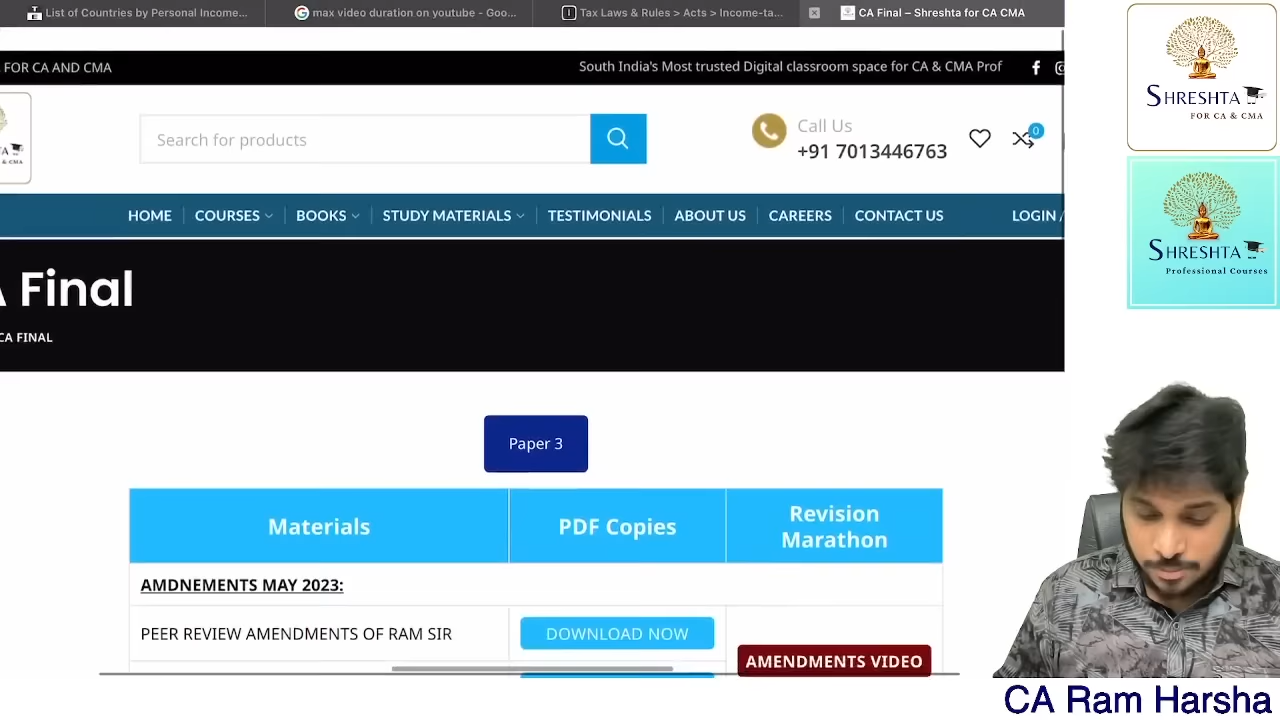 List of Countries by Personal Income...
max video duration on youtube - Goo...
Tax Laws & Rules > Acts > Income-ta...
CA Final – Shreshta for CA CMA
FOR CA AND CMA
South India's Most trusted Digital classroom space for CA & CMA Prof
Search for products
Call Us
+91 7013446763
0
HOME
COURSES
BOOKS
STUDY MATERIALS
TESTIMONIALS
ABOUT US
CAREERS
CONTACT US
LOGIN /
A Final
CA FINAL
Paper 3
Materials
PDF Copies
Revision
Marathon
AMDNEMENTS MAY 2023:
PEER REVIEW AMENDMENTS OF RAM SIR
DOWNLOAD NOW
AMENDMENTS VIDEO
SHRESHTA
FOR CA & CMA
SHRESHTA
Professional Courses
CA Ram Harsha